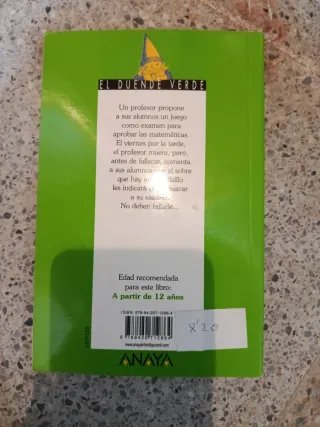 EL DUENDE VERDE
Un profesor propone
a sus alumnos un juego
como examen para
aprobar las matemáticas.
El viernes por la tarde,
el profesor muere, pero,
antes de fallecer, comenta
a sus alumnos que el sobre
que hay
les indicará buscar
a su
No deben fallarle...
Edad recomendada
para este libro:
A partir de 12 años
8'20
ANAYA